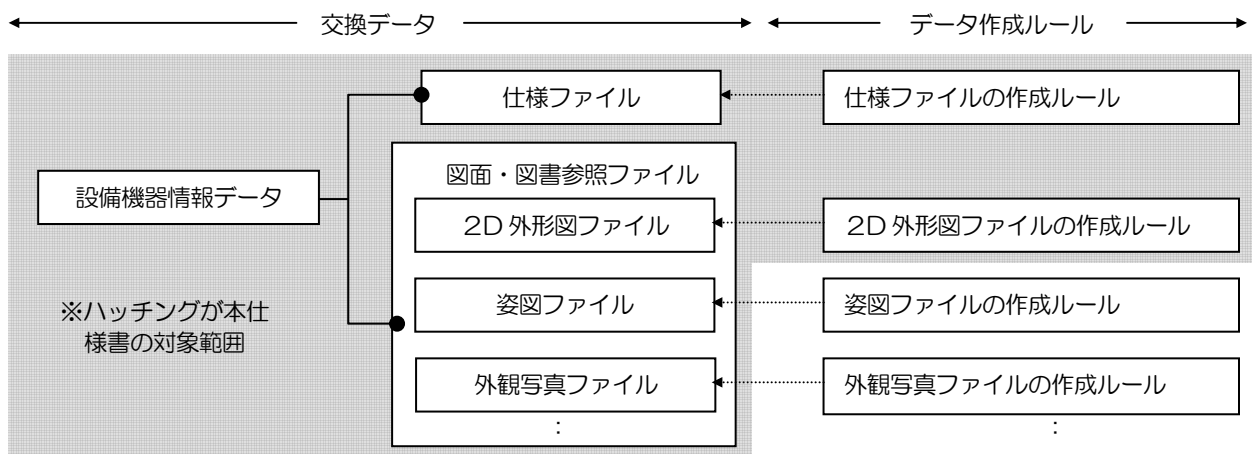 交換データ
データ作成ルール
仕様ファイル
仕様ファイルの作成ルール
図面・図書参照ファイル
設備機器情報データ
2D 外形図ファイル
2D 外形図ファイルの作成ルール
※ハッチングが本仕
様書の対象範囲
姿図ファイル
姿図ファイルの作成ルール
外観写真ファイル
外観写真ファイルの作成ルール
:
: